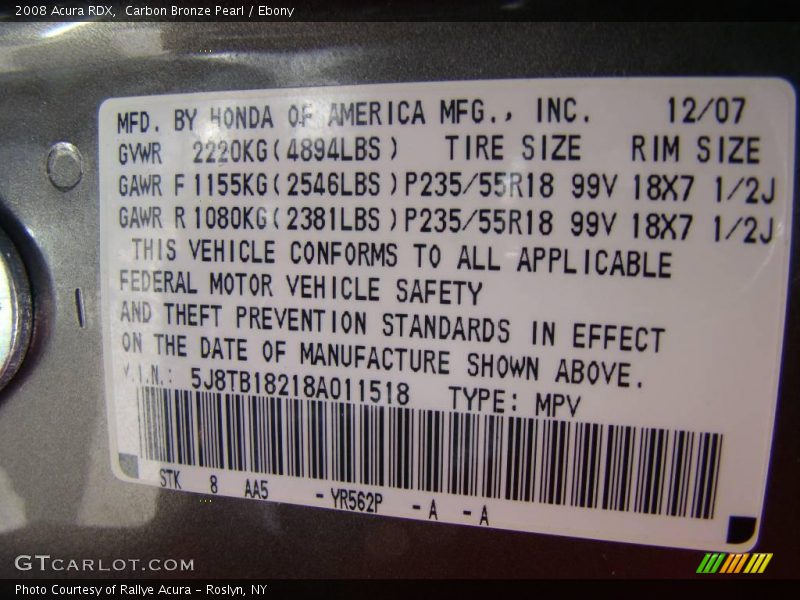 2008 Acura RDX,  Carbon Bronze Pearl / Ebony
MFD. BY HONDA OF AMERICA MFG., INC. 12/07
GVWR 2220KG(4894LBS) TIRE SIZE RIM SIZE
GAWR F 1155KG(2546LBS)P235/55R18 99V 18X7 1/2J
GAWR R 1080KG(2381LBS)P235/55R18 99V 18X7 1/2J
THIS VEHICLE CONFORMS TO ALL APPLICABLE
FEDERAL MOTOR VEHICLE SAFETY
AND THEFT PREVENTION STANDARDS IN EFFECT
ON THE DATE OF MANUFACTURE SHOWN ABOVE.
V.I.N.: 5J8TB18218A011518 TYPE: MPV
STK 8 AA5 -YR562P -A -A
GTCARLOT.COM
Photo Courtesy of Rallye Acura – Roslyn, NY